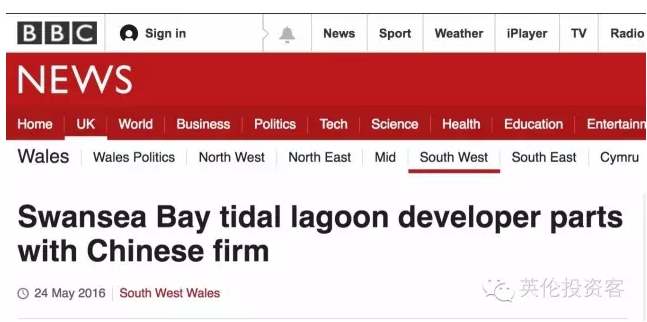 BBC Sign in News Sport Weather iPlayer TV Radio
NEWS
Home UK World Business Politics Tech Science Health Education
Wales Wales Politics North West North East Mid South West South East Cymru
Swansea Bay tidal lagoon developer parts
with Chinese firm
24 May 2016 South West Wales
英伦投资客